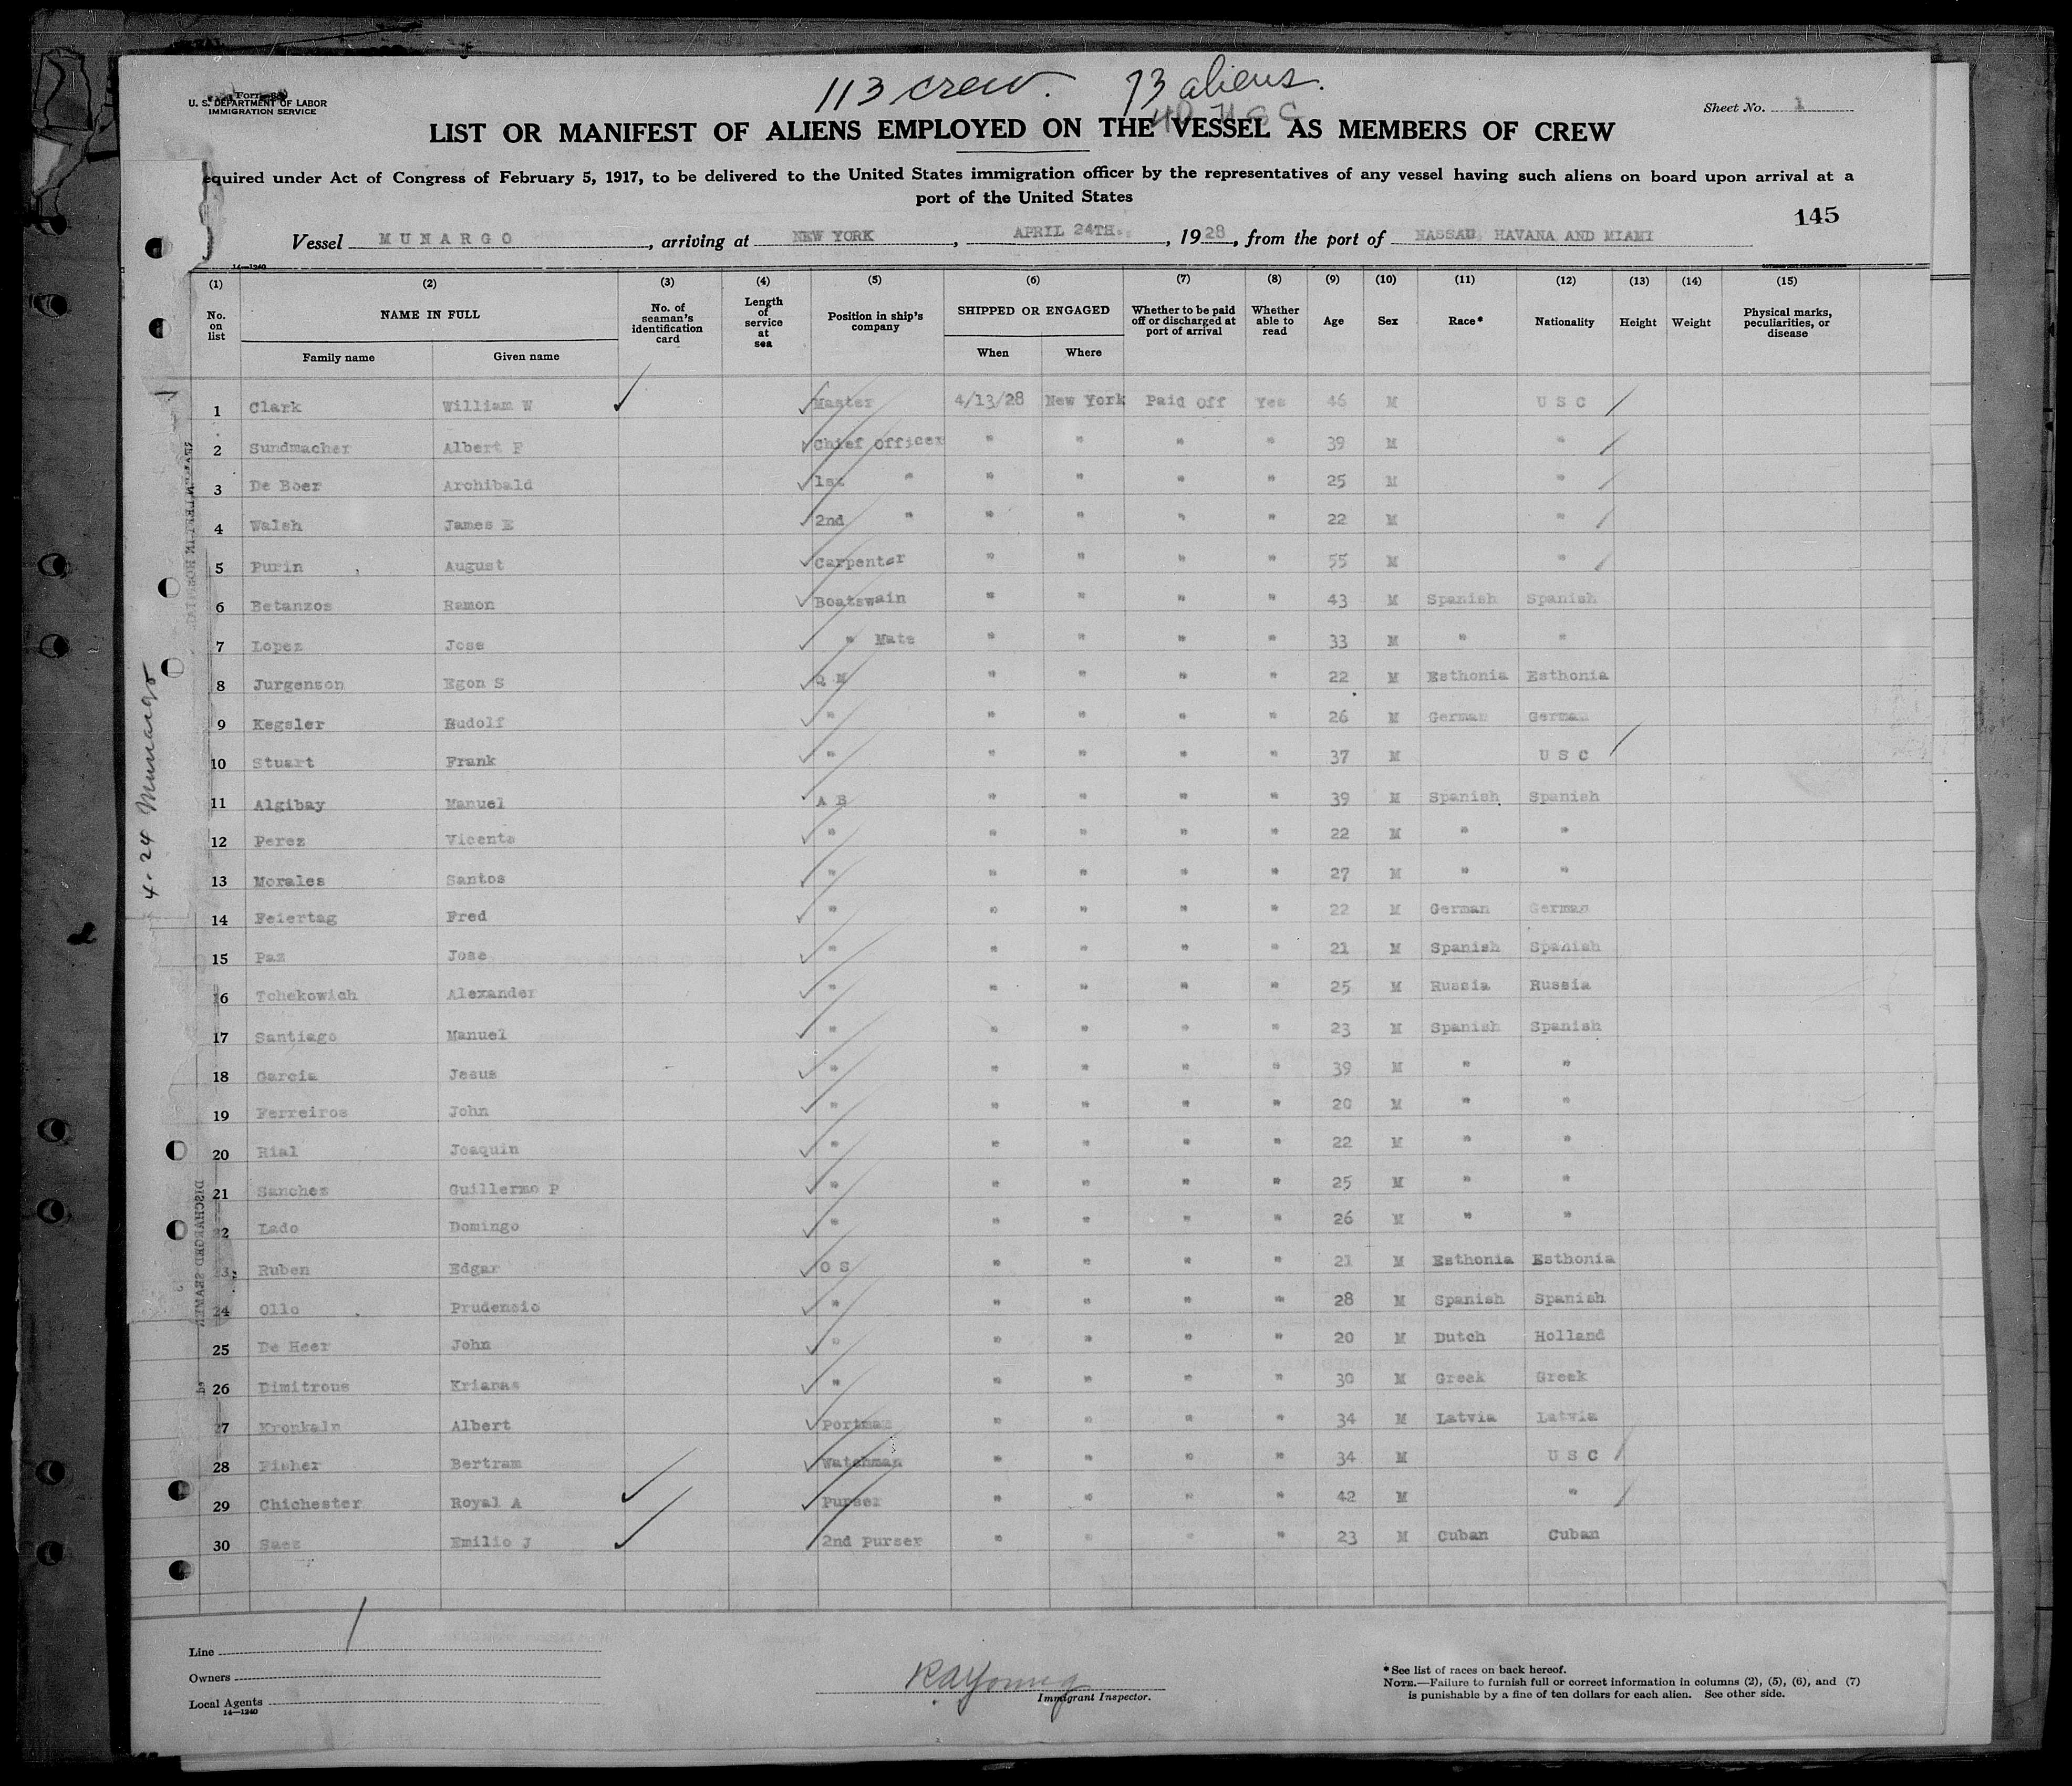 113 crew. 73 aliens.
40 U S C
Form 689
U. S. DEPARTMENT OF LABOR
IMMIGRATION SERVICE
Sheet No. 1
LIST OR MANIFEST OF ALIENS EMPLOYED ON THE VESSEL AS MEMBERS OF CREW
equired under Act of Congress of February 5, 1917, to be delivered to the United States immigration officer by the representatives of any vessel having such aliens on board upon arrival at a
port of the United States
145
Vessel MUNARGO, arriving at NEW YORK, APRIL 24TH., 1928, from the port of NASSAU, HAVANA AND MIAMI
14—1240
(1) (2) (3) (4) (5) (6) (7) (8) (9) (10) (11) (12) (13) (14) (15)
No. on list NAME IN FULL No. of seaman's identification card Length of service at sea Position in ship's company SHIPPED OR ENGAGED Whether to be paid off or discharged at port of arrival Whether able to read Age Sex Race* Nationality Height Weight Physical marks, peculiarities, or disease
Family name Given name When Where
1 Clark William W Master 4/13/28 New York Paid Off Yes 46 M U S C
2 Sundmacher Albert F Chief Officer " " " " 39 M "
3 De Boer Archibald 1st " " " " " 25 M "
4 Walsh James E 2nd " " " " " 22 M "
5 Purin August Carpenter " " " " 55 M "
6 Betanzos Ramon Boatswain " " " " 43 M Spanish Spanish
7 Lopez Jose " Mate " " " " 33 M " "
8 Jurgenson Egon S Q M " " " " 22 M Esthonia Esthonia
9 Kegsler Rudolf " " " " " 26 M German German
10 Stuart Frank " " " " " 37 M U S C
11 Algibay Manuel A B " " " " 39 M Spanish Spanish
12 Perez Vicente " " " " " 22 M " "
13 Morales Santos " " " " " 27 M " "
14 Feiertag Fred " " " " " 22 M German German
15 Paz Jose " " " " " 21 M Spanish Spanish
16 Tchekowich Alexander " " " " " 25 M Russia Russia
17 Santiago Manuel " " " " " 23 M Spanish Spanish
18 Garcia Jesus " " " " " 39 M " "
19 Ferreiros John " " " " " 20 M " "
20 Rial Joaquin " " " " " 22 M " "
21 Sanchez Guillermo P " " " " " 25 M " "
22 Lado Domingo " " " " " 26 M " "
23 Ruben Edgar O S " " " " 21 M Esthonia Esthonia
24 Ollo Prudensio " " " " " 28 M Spanish Spanish
25 De Heer John " " " " " 20 M Dutch Holland
26 Dimitrous Krianas " " " " " 30 M Greek Greek
27 Kronkaln Albert Portman " " " " 34 M Latvia Latvia
28 Fisher Bertram Watchman " " " " 34 M U S C
29 Chichester Royal A Purser " " " " 42 M "
30 Saez Emilio J 2nd Purser " " " " 23 M Cuban Cuban
4-24 Munargo
DISCHARGED SEAMEN
Line
Owners
Local Agents
14—1240
RA Young
Immigrant Inspector.
*See list of races on back hereof.
NOTE.—Failure to furnish full or correct information in columns (2), (5), (6), and (7)
is punishable by a fine of ten dollars for each alien. See other side.